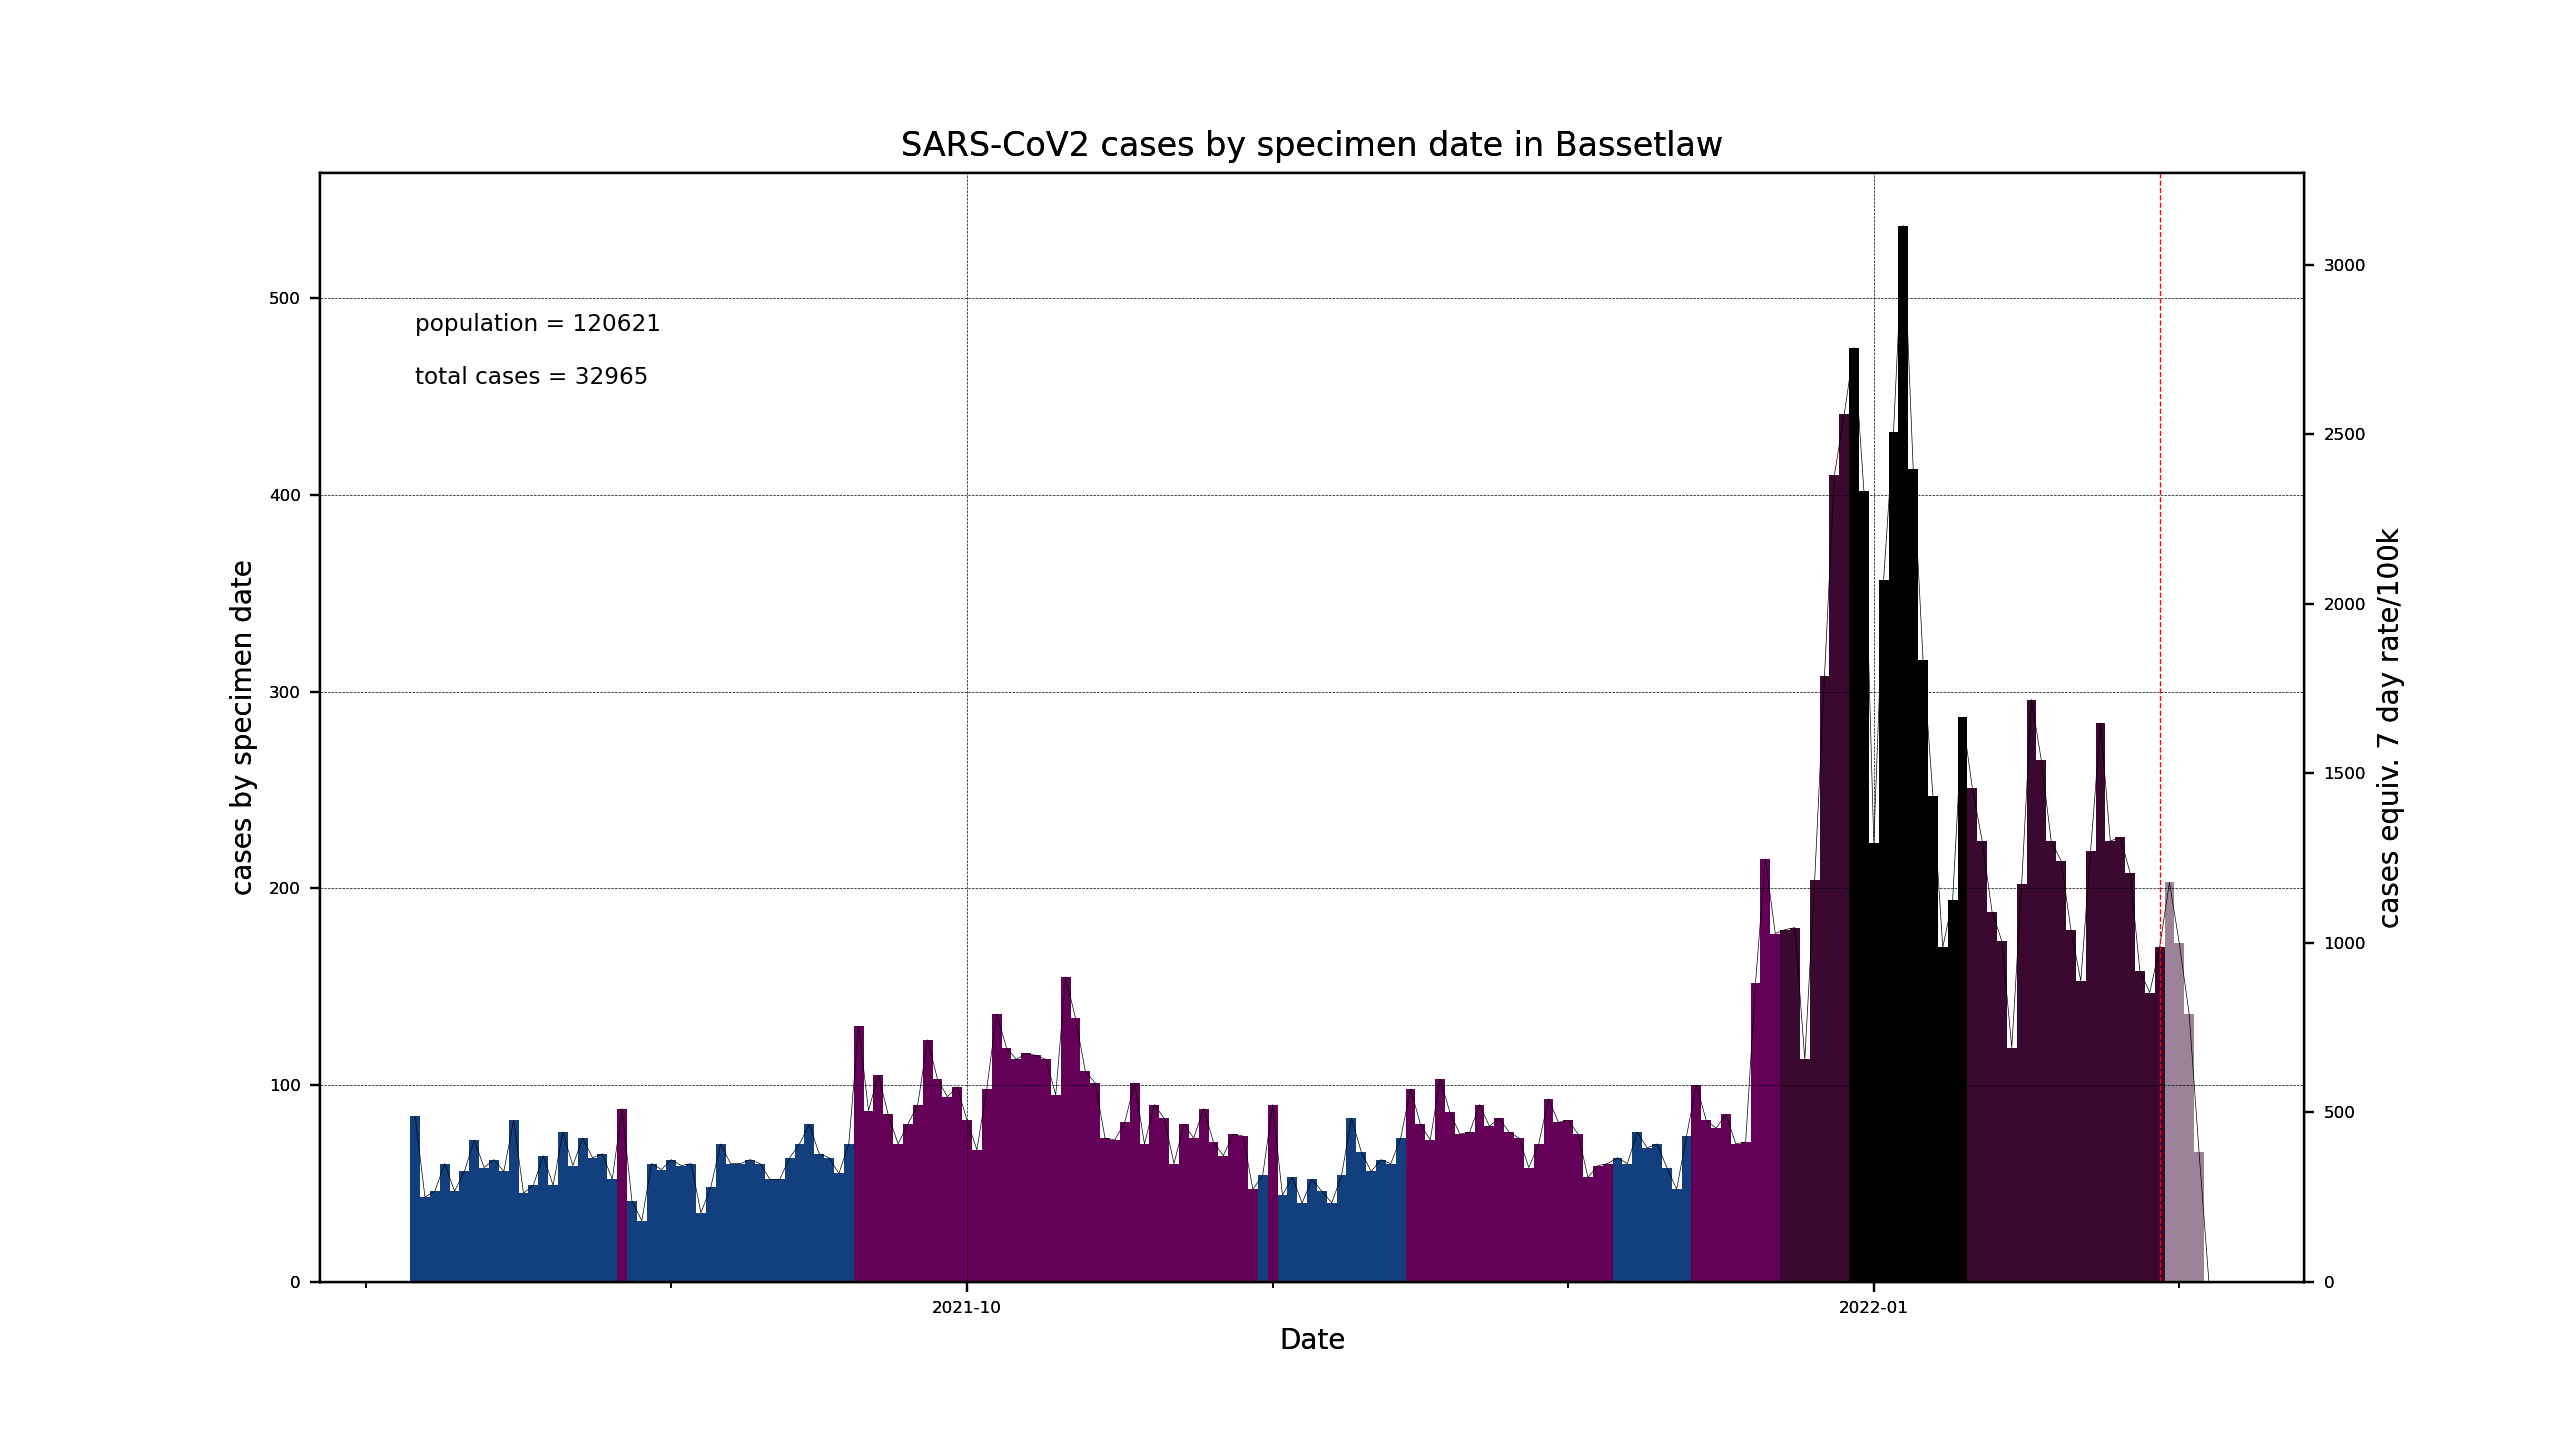 SARS-CoV2 cases by specimen date in Bassetlaw
population = 120621
total cases = 32965
cases by specimen date
500
400
300
200
100
0
3000
2500
2000
1500
1000
500
0
cases equiv. 7 day rate/100k
2021-10
2022-01
Date